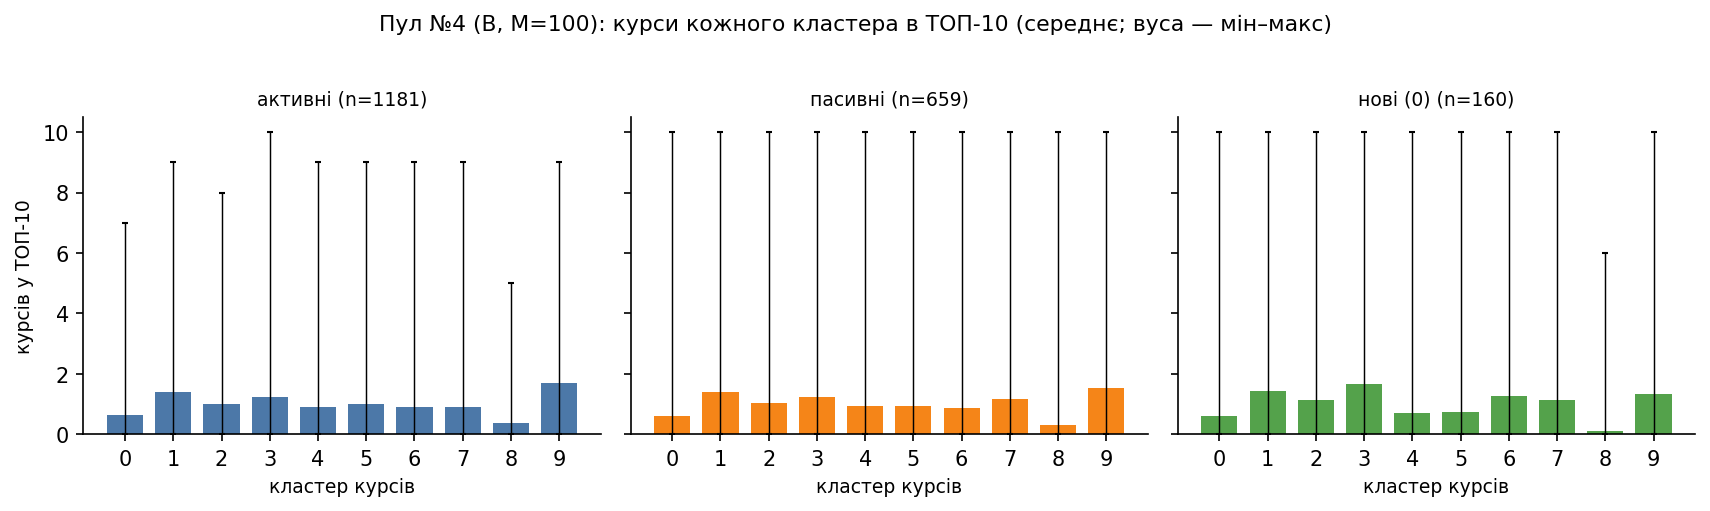 Пул №4 (B, M=100): курси кожного кластера в ТОП-10 (середнє; вуса — мін–макс)
активні (n=1181)
пасивні (n=659)
нові (0) (n=160)
курсів у ТОП-10
10
8
6
4
2
0
0 1 2 3 4 5 6 7 8 9
0 1 2 3 4 5 6 7 8 9
0 1 2 3 4 5 6 7 8 9
кластер курсів
кластер курсів
кластер курсів